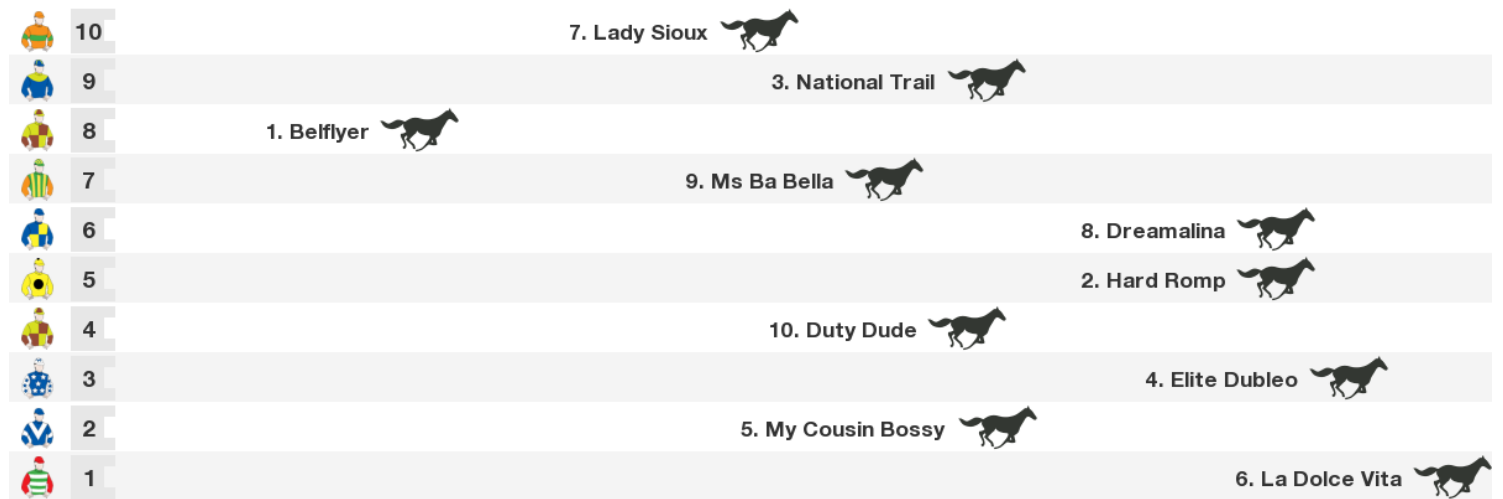 10 7. Lady Sioux
9 3. National Trail
8 1. Belflyer
7 9. Ms Ba Bella
6 8. Dreamalina
5 2. Hard Romp
4 10. Duty Dude
3 4. Elite Dubleo
2 5. My Cousin Bossy
1 6. La Dolce Vita